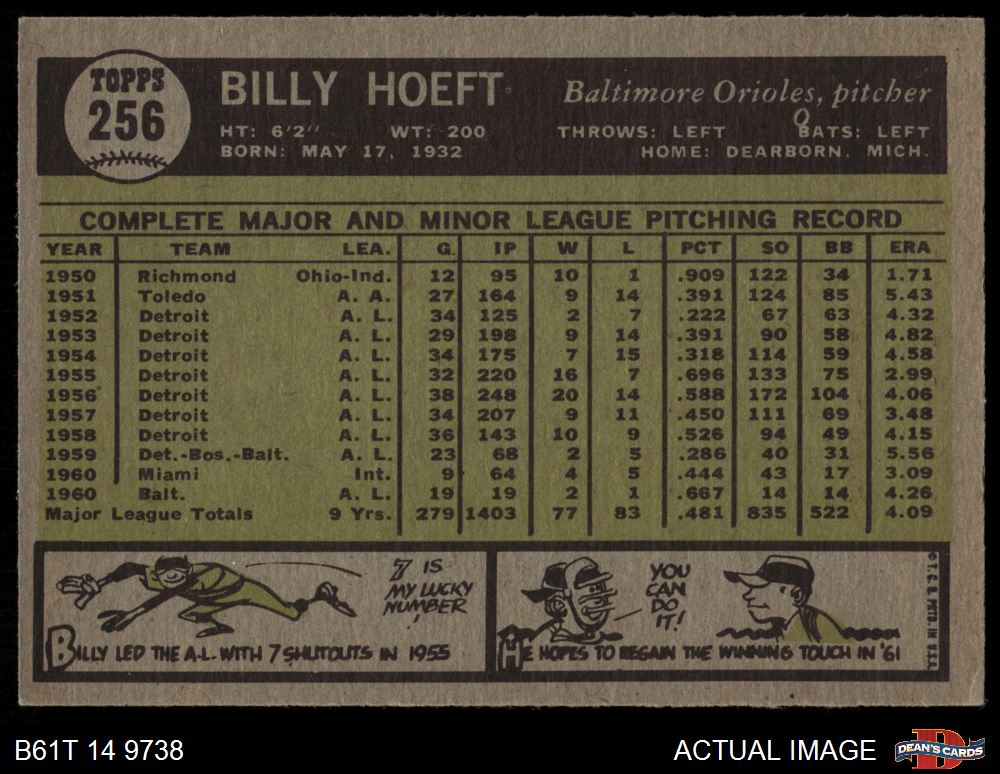 TOPPS
256
BILLY HOEFT
Baltimore Orioles, pitcher
HT: 6'2" WT: 200
THROWS: LEFT BATS: LEFT
BORN: MAY 17, 1932
HOME: DEARBORN, MICH.
COMPLETE MAJOR AND MINOR LEAGUE PITCHING RECORD
YEAR TEAM LEA. G. IP W L PCT SO BB ERA
1950 Richmond Ohio-Ind. 12 95 10 1 .909 122 34 1.71
1951 Toledo A. A. 27 164 9 14 .391 124 85 5.43
1952 Detroit A. L. 34 125 2 7 .222 67 63 4.32
1953 Detroit A. L. 29 198 9 14 .391 90 58 4.82
1954 Detroit A. L. 34 175 7 15 .318 114 59 4.58
1955 Detroit A. L. 32 220 16 7 .696 133 75 2.99
1956 Detroit A. L. 38 248 20 14 .588 172 104 4.06
1957 Detroit A. L. 34 207 9 11 .450 111 69 3.48
1958 Detroit A. L. 36 143 10 9 .526 94 49 4.15
1959 Det.-Bos.-Balt. A. L. 23 68 2 5 .286 40 31 5.56
1960 Miami Int. 9 64 4 5 .444 43 17 3.09
1960 Balt. A. L. 19 19 2 1 .667 14 14 4.26
Major League Totals 9 Yrs. 279 1403 77 83 .481 835 522 4.09
7 IS
MY LUCKY
NUMBER
!
BILLY LED THE A-L- WITH 7 SHUTOUTS IN 1955
YOU
CAN
DO
IT!
HE HOPES TO REGAIN THE WINNING TOUCH IN '61
© T. C. G. PRTD. IN U.S.A.
B61T 14 9738
ACTUAL IMAGE
D
DEAN'S CARDS